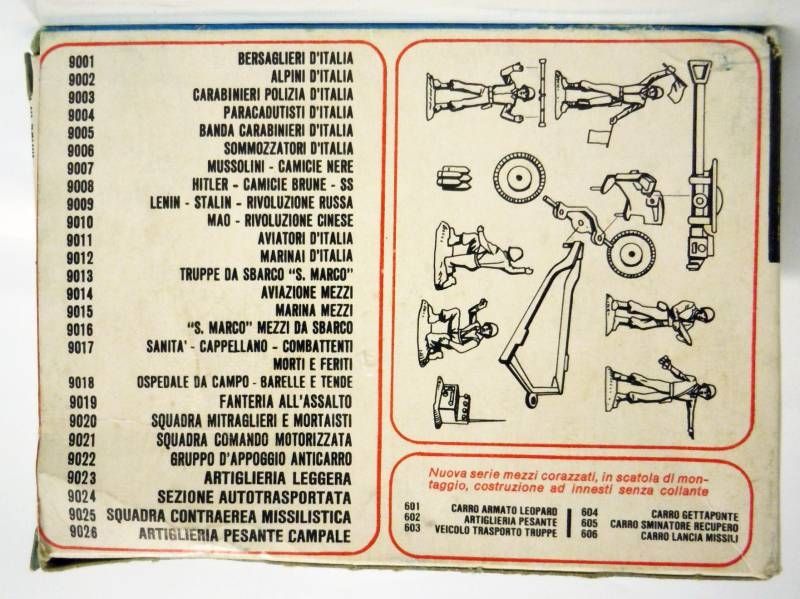 9001 BERSAGLIERI D'ITALIA
9002 ALPINI D'ITALIA
9003 CARABINIERI POLIZIA D'ITALIA
9004 PARACADUTISTI D'ITALIA
9005 BANDA CARABINIERI D'ITALIA
9006 SOMMOZZATORI D'ITALIA
9007 MUSSOLINI - CAMICIE NERE
9008 HITLER - CAMICIE BRUNE - SS
9009 LENIN - STALIN - RIVOLUZIONE RUSSA
9010 MAO - RIVOLUZIONE CINESE
9011 AVIATORI D'ITALIA
9012 MARINAI D'ITALIA
9013 TRUPPE DA SBARCO "S. MARCO"
9014 AVIAZIONE MEZZI
9015 MARINA MEZZI
9016 "S. MARCO" MEZZI DA SBARCO
9017 SANITA' - CAPPELLANO - COMBATTENTI
MORTI E FERITI
9018 OSPEDALE DA CAMPO - BARELLE E TENDE
9019 FANTERIA ALL'ASSALTO
9020 SQUADRA MITRAGLIERI E MORTAISTI
9021 SQUADRA COMANDO MOTORIZZATA
9022 GRUPPO D'APPOGGIO ANTICARRO
9023 ARTIGLIERIA LEGGERA
9024 SEZIONE AUTOTRASPORTATA
9025 SQUADRA CONTRAEREA MISSILISTICA
9026 ARTIGLIERIA PESANTE CAMPALE
Nuova serie mezzi corazzati, in scatola di mon-
taggio, costruzione ad innesti senza collante
601 CARRO ARMATO LEOPARD
602 ARTIGLIERIA PESANTE
603 VEICOLO TRASPORTO TRUPPE
604 CARRO GETTAPONTE
605 CARRO SMINATORE RECUPERO
606 CARRO LANCIA MISSILI